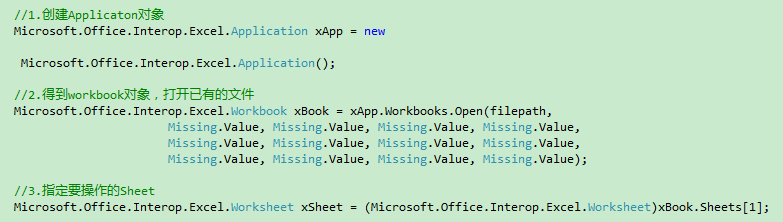 //1.创建Applicaton对象
Microsoft.Office.Interop.Excel.Application xApp = new
Microsoft.Office.Interop.Excel.Application();
//2.得到workbook对象，打开已有的文件
Microsoft.Office.Interop.Excel.Workbook xBook = xApp.Workbooks.Open(filepath,
Missing.Value, Missing.Value, Missing.Value, Missing.Value,
Missing.Value, Missing.Value, Missing.Value, Missing.Value,
Missing.Value, Missing.Value, Missing.Value, Missing.Value);
//3.指定要操作的Sheet
Microsoft.Office.Interop.Excel.Worksheet xSheet = (Microsoft.Office.Interop.Excel.Worksheet)xBook.Sheets[1];